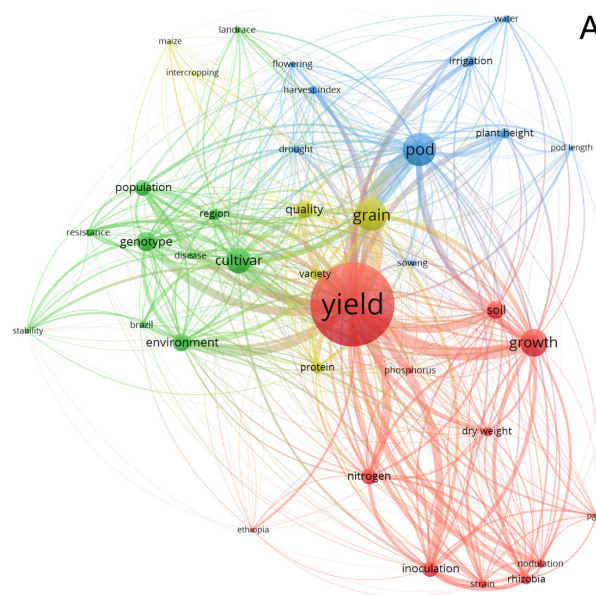 A
water
landrace
maize
irrigation
flowering
intercropping
harvest index
plant height
pod
drought
pod length
population
quality
region
grain
resistance
genotype
disease
cultivar
sowing
variety
yield
soil
brazil
stability
environment
growth
protein
phosphorus
dry weight
nitrogen
pg
ethiopia
nodulation
inoculation
rhizobia
strain